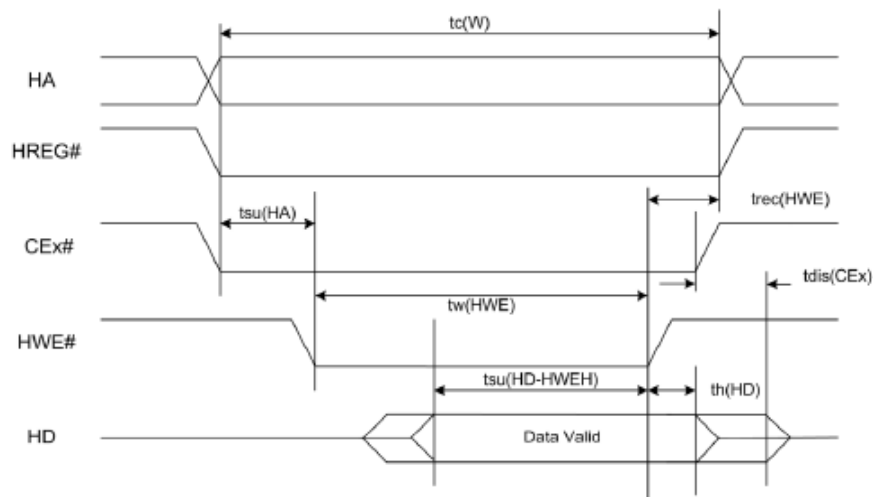 tc(W)
HA
HREG#
tsu(HA)
trec(HWE)
CEx#
tdis(CEx)
tw(HWE)
HWE#
tsu(HD-HWEH)
th(HD)
HD
Data Valid